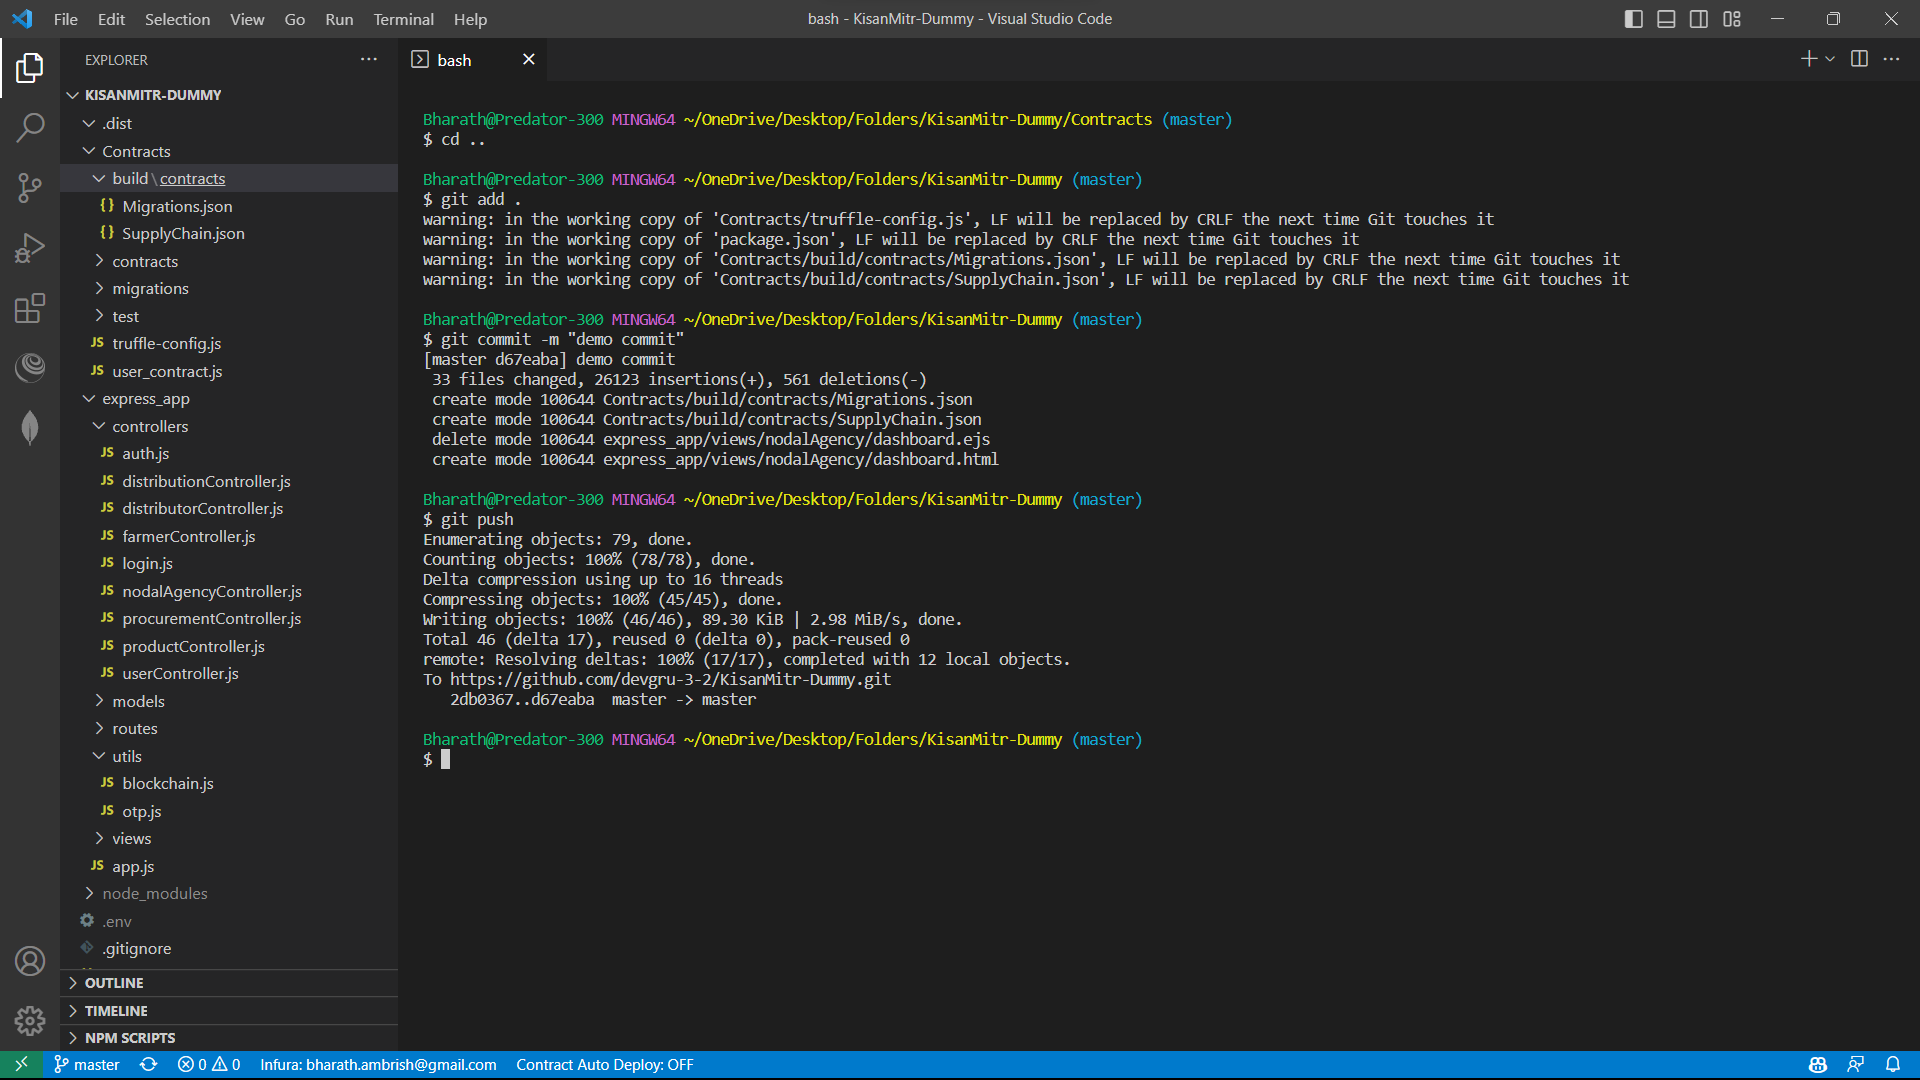 File Edit Selection View Go Run Terminal Help
bash - KisanMitr-Dummy - Visual Studio Code
EXPLORER
KISANMITR-DUMMY
.dist
Contracts
build\contracts
{} Migrations.json
{} SupplyChain.json
contracts
migrations
test
JS truffle-config.js
JS user_contract.js
express_app
controllers
JS auth.js
JS distributionController.js
JS distributorController.js
JS farmerController.js
JS login.js
JS nodalAgencyController.js
JS procurementController.js
JS productController.js
JS userController.js
models
routes
utils
JS blockchain.js
JS otp.js
views
JS app.js
node_modules
.env
.gitignore
OUTLINE
TIMELINE
NPM SCRIPTS
bash
Bharath@Predator-300 MINGW64 ~/OneDrive/Desktop/Folders/KisanMitr-Dummy/Contracts (master)
$ cd ..
Bharath@Predator-300 MINGW64 ~/OneDrive/Desktop/Folders/KisanMitr-Dummy (master)
$ git add .
warning: in the working copy of 'Contracts/truffle-config.js', LF will be replaced by CRLF the next time Git touches it
warning: in the working copy of 'package.json', LF will be replaced by CRLF the next time Git touches it
warning: in the working copy of 'Contracts/build/contracts/Migrations.json', LF will be replaced by CRLF the next time Git touches it
warning: in the working copy of 'Contracts/build/contracts/SupplyChain.json', LF will be replaced by CRLF the next time Git touches it
Bharath@Predator-300 MINGW64 ~/OneDrive/Desktop/Folders/KisanMitr-Dummy (master)
$ git commit -m "demo commit"
[master d67eaba] demo commit
33 files changed, 26123 insertions(+), 561 deletions(-)
create mode 100644 Contracts/build/contracts/Migrations.json
create mode 100644 Contracts/build/contracts/SupplyChain.json
delete mode 100644 express_app/views/nodalAgency/dashboard.ejs
create mode 100644 express_app/views/nodalAgency/dashboard.html
Bharath@Predator-300 MINGW64 ~/OneDrive/Desktop/Folders/KisanMitr-Dummy (master)
$ git push
Enumerating objects: 79, done.
Counting objects: 100% (78/78), done.
Delta compression using up to 16 threads
Compressing objects: 100% (45/45), done.
Writing objects: 100% (46/46), 89.30 KiB | 2.98 MiB/s, done.
Total 46 (delta 17), reused 0 (delta 0), pack-reused 0
remote: Resolving deltas: 100% (17/17), completed with 12 local objects.
To https://github.com/devgru-3-2/KisanMitr-Dummy.git
2db0367..d67eaba  master -> master
Bharath@Predator-300 MINGW64 ~/OneDrive/Desktop/Folders/KisanMitr-Dummy (master)
$
master 0 0 Infura: bharath.ambrish@gmail.com Contract Auto Deploy: OFF